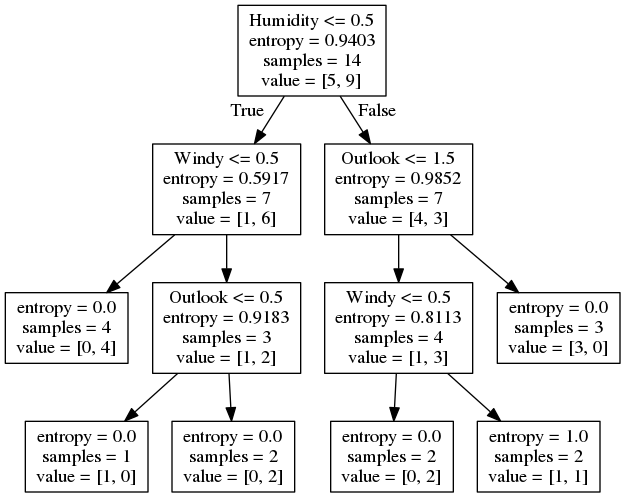 Humidity <= 0.5
entropy = 0.9403
samples = 14
value = [5, 9]
True
False
Windy <= 0.5
entropy = 0.5917
samples = 7
value = [1, 6]
Outlook <= 1.5
entropy = 0.9852
samples = 7
value = [4, 3]
entropy = 0.0
samples = 4
value = [0, 4]
Outlook <= 0.5
entropy = 0.9183
samples = 3
value = [1, 2]
Windy <= 0.5
entropy = 0.8113
samples = 4
value = [1, 3]
entropy = 0.0
samples = 3
value = [3, 0]
entropy = 0.0
samples = 1
value = [1, 0]
entropy = 0.0
samples = 2
value = [0, 2]
entropy = 0.0
samples = 2
value = [0, 2]
entropy = 1.0
samples = 2
value = [1, 1]